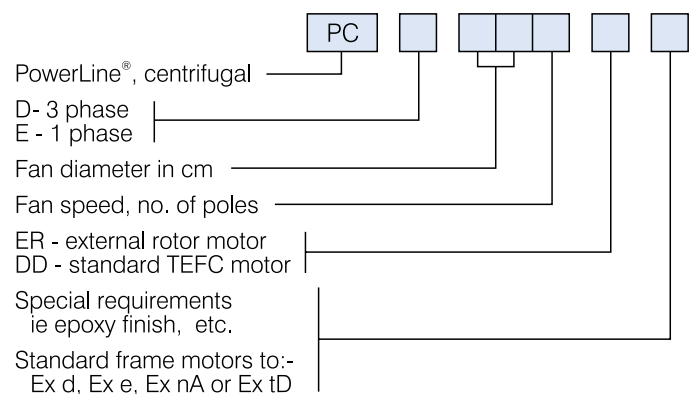 PC
PowerLine®, centrifugal
D- 3 phase
E - 1 phase
Fan diameter in cm
Fan speed, no. of poles
ER - external rotor motor
DD - standard TEFC motor
Special requirements
ie epoxy finish, etc.
Standard frame motors to:-
Ex d, Ex e, Ex nA or Ex tD